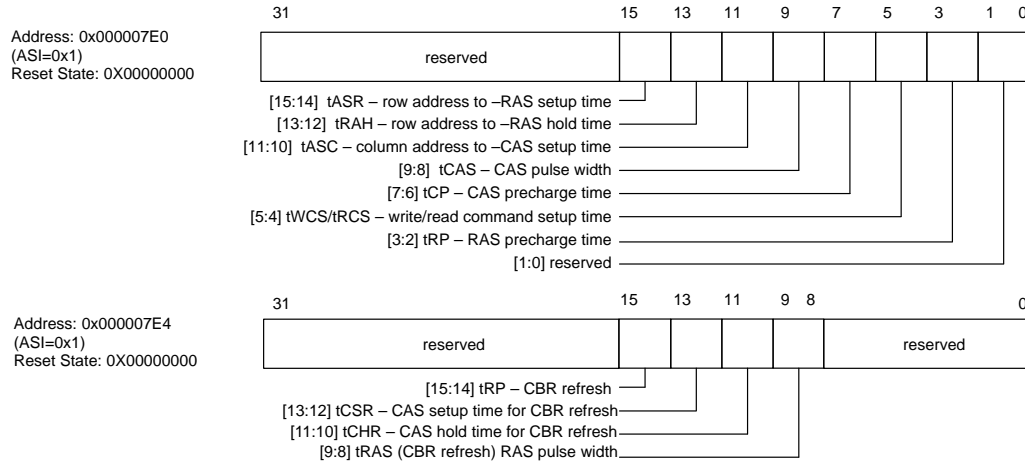 31 15 13 11 9 7 5 3 1 0
Address: 0x000007E0
(ASI=0x1)
Reset State: 0X00000000
reserved
[15:14] tASR – row address to –RAS setup time
[13:12] tRAH – row address to –RAS hold time
[11:10] tASC – column address to –CAS setup time
[9:8] tCAS – CAS pulse width
[7:6] tCP – CAS precharge time
[5:4] tWCS/tRCS – write/read command setup time
[3:2] tRP – RAS precharge time
[1:0] reserved
31 15 13 11 9 8 0
Address: 0x000007E4
(ASI=0x1)
Reset State: 0X00000000
reserved reserved
[15:14] tRP – CBR refresh
[13:12] tCSR – CAS setup time for CBR refresh
[11:10] tCHR – CAS hold time for CBR refresh
[9:8] tRAS (CBR refresh) RAS pulse width